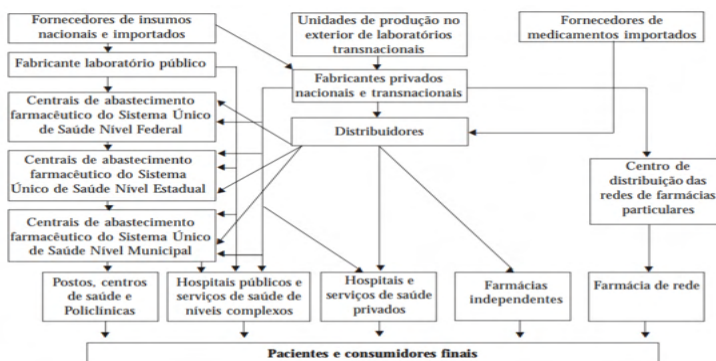 Fornecedores de insumos
nacionais e importados
Unidades de produção no
exterior de laboratórios
transnacionais
Fornecedores de
medicamentos importados
Fabricante laboratório público
Fabricantes privados
nacionais e transnacionais
Centrais de abastecimento
farmacêutico do Sistema Único
de Saúde Nível Federal
Distribuidores
Centrais de abastecimento
farmacêutico do Sistema
Único de Saúde Nível Estadual
Centro de
distribuição das
redes de farmácias
particulares
Centrais de abastecimento
farmacêutico do Sistema Único
de Saúde Nível Municipal
Postos, centros
de saúde e
Policlínicas
Hospitais públicos e
serviços de saúde de
níveis complexos
Hospitais e
serviços de saúde
privados
Farmácias
independentes
Farmácia de rede
Pacientes e consumidores finais